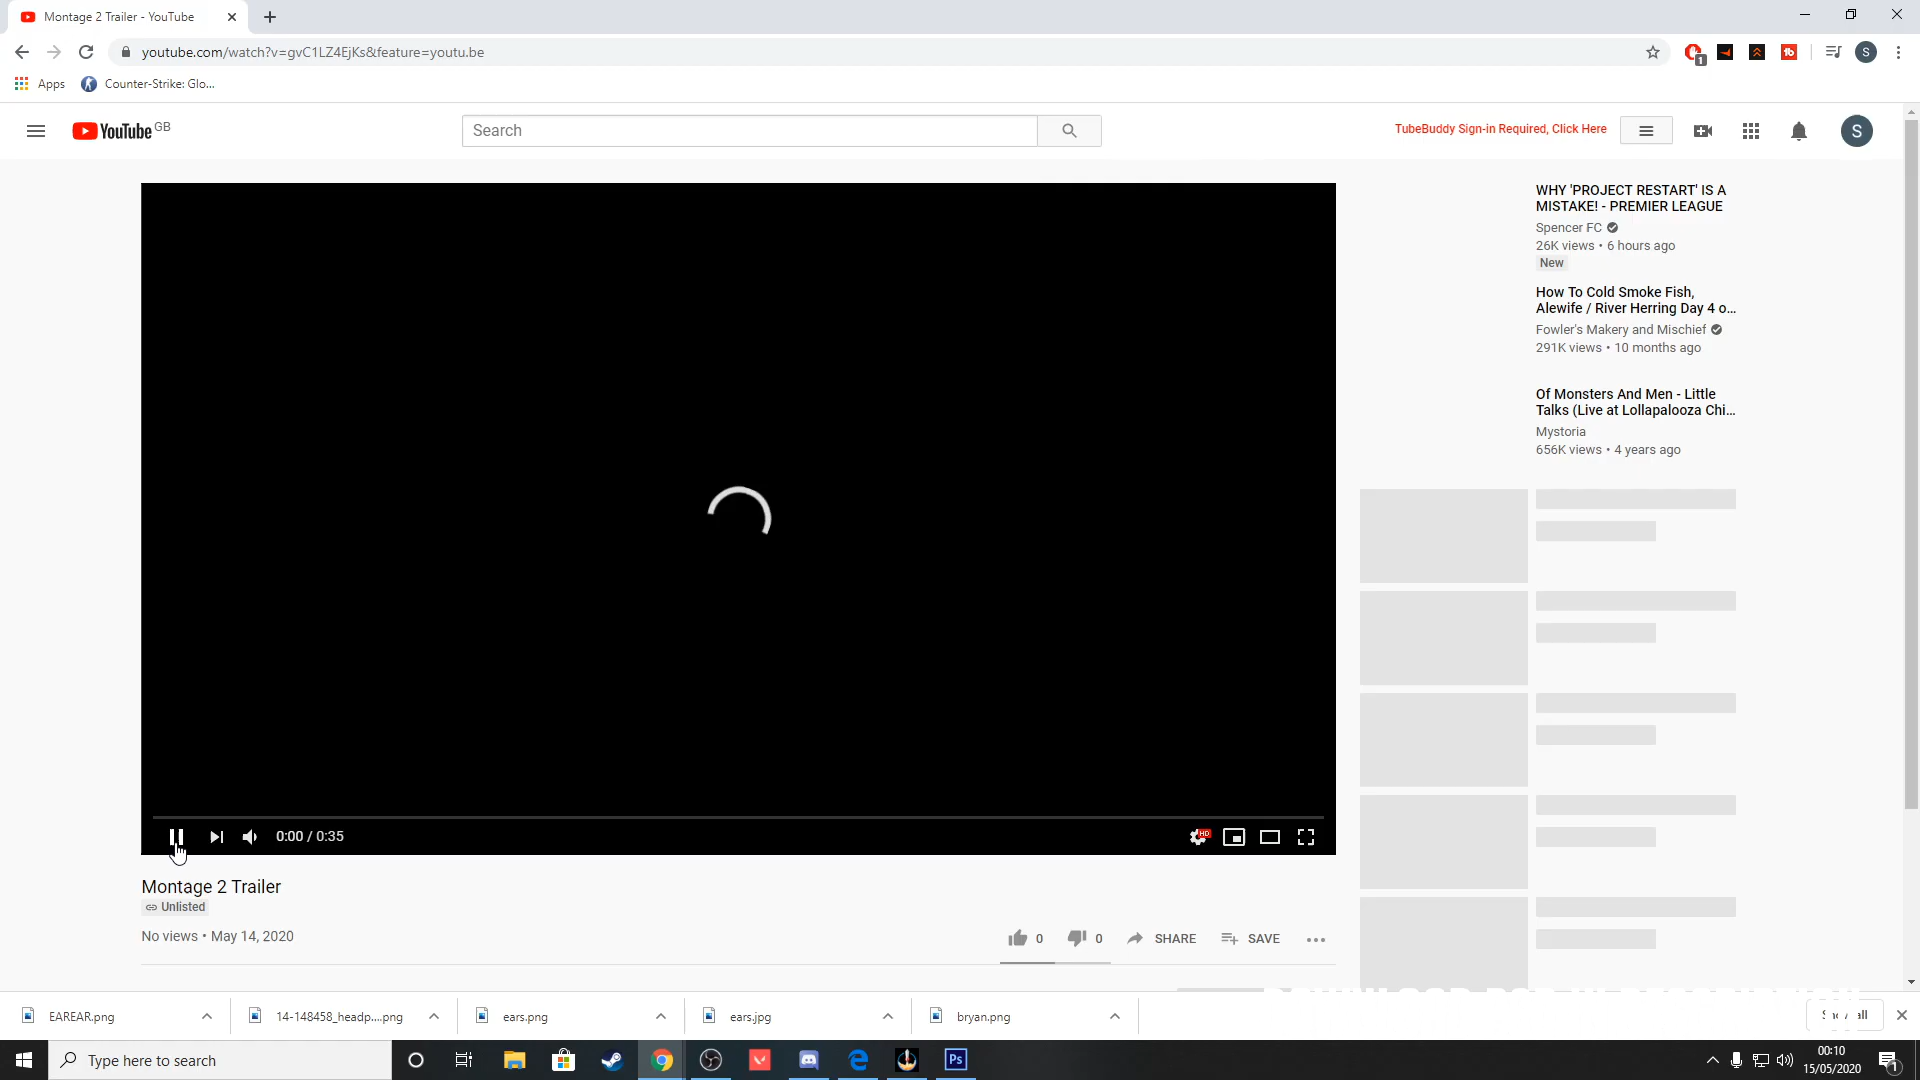 Montage 2 Trailer - YouTube
youtube.com/watch?v=gvC1LZ4EjKs&feature=youtu.be
1
S
Apps
Counter-Strike: Glo...
YouTube GB
Search
TubeBuddy Sign-in Required, Click Here
S
WHY 'PROJECT RESTART' IS A
MISTAKE! - PREMIER LEAGUE
Spencer FC
26K views • 6 hours ago
New
How To Cold Smoke Fish,
Alewife / River Herring Day 4 o...
Fowler's Makery and Mischief
291K views • 10 months ago
Of Monsters And Men - Little
Talks (Live at Lollapalooza Chi...
Mystoria
656K views • 4 years ago
0:00 / 0:35
HD
Montage 2 Trailer
Unlisted
No views • May 14, 2020
0
0
SHARE
SAVE
EAREAR.png
14-148458_headp....png
ears.png
ears.jpg
bryan.png
Type here to search
Ps
00:10
15/05/2020
1